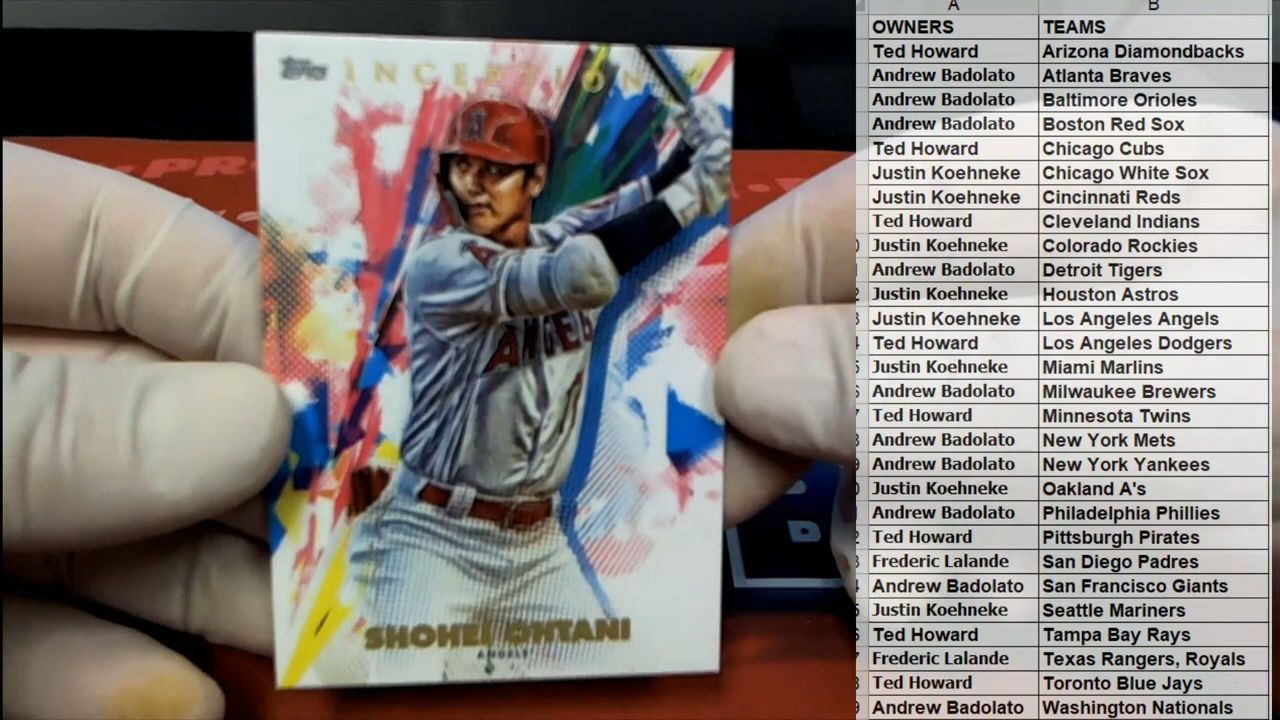 Topps
INCEPTION
ANGELS
SHOHEI OHTANI
ANGELS
PRO
A B
OWNERS TEAMS
Ted Howard Arizona Diamondbacks
Andrew Badolato Atlanta Braves
Andrew Badolato Baltimore Orioles
Andrew Badolato Boston Red Sox
Ted Howard Chicago Cubs
Justin Koehneke Chicago White Sox
Justin Koehneke Cincinnati Reds
Ted Howard Cleveland Indians
Justin Koehneke Colorado Rockies
Andrew Badolato Detroit Tigers
Justin Koehneke Houston Astros
Justin Koehneke Los Angeles Angels
Ted Howard Los Angeles Dodgers
Justin Koehneke Miami Marlins
Andrew Badolato Milwaukee Brewers
Ted Howard Minnesota Twins
Andrew Badolato New York Mets
Andrew Badolato New York Yankees
Justin Koehneke Oakland A's
Andrew Badolato Philadelphia Phillies
Ted Howard Pittsburgh Pirates
Frederic Lalande San Diego Padres
Andrew Badolato San Francisco Giants
Justin Koehneke Seattle Mariners
Ted Howard Tampa Bay Rays
Frederic Lalande Texas Rangers, Royals
Ted Howard Toronto Blue Jays
Andrew Badolato Washington Nationals